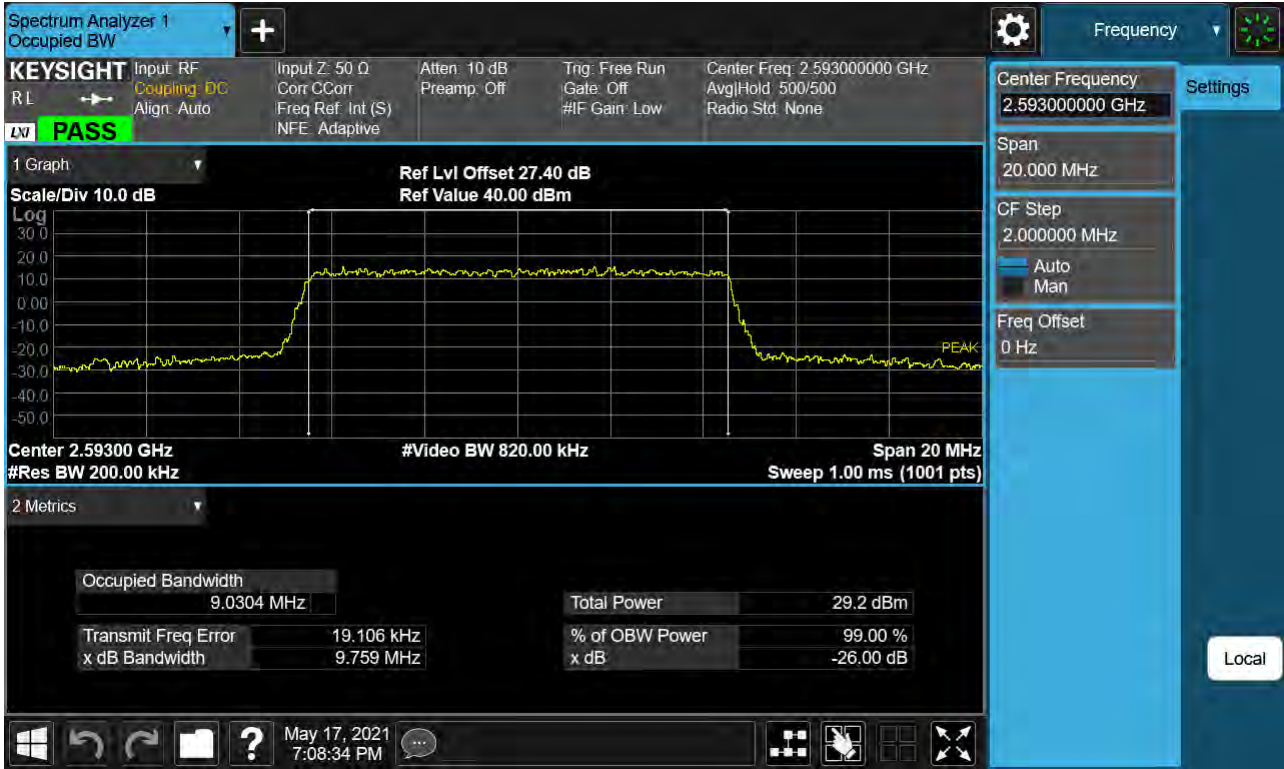 Spectrum Analyzer 1
Occupied BW
+
Frequency
KEYSIGHT
Input: RF
Input Z: 50 Ω
Atten: 10 dB
Trig: Free Run
Center Freq: 2.593000000 GHz
R L
Coupling: DC
Corr CCorr
Preamp: Off
Gate: Off
Avg|Hold: 500/500
Align: Auto
Freq Ref: Int (S)
#IF Gain: Low
Radio Std: None
NFE: Adaptive
LXI
PASS
1 Graph
Ref Lvl Offset 27.40 dB
Scale/Div 10.0 dB
Ref Value 40.00 dBm
Log
30.0
20.0
10.0
0.00
-10.0
-20.0
-30.0
-40.0
-50.0
PEAK
Center 2.59300 GHz
#Video BW 820.00 kHz
Span 20 MHz
#Res BW 200.00 kHz
Sweep 1.00 ms (1001 pts)
2 Metrics
Occupied Bandwidth
9.0304 MHz
Total Power 29.2 dBm
Transmit Freq Error 19.106 kHz
% of OBW Power 99.00 %
x dB Bandwidth 9.759 MHz
x dB -26.00 dB
?
May 17, 2021
7:08:34 PM
Center Frequency
2.593000000 GHz
Settings
Span
20.000 MHz
CF Step
2.000000 MHz
Auto
Man
Freq Offset
0 Hz
Local